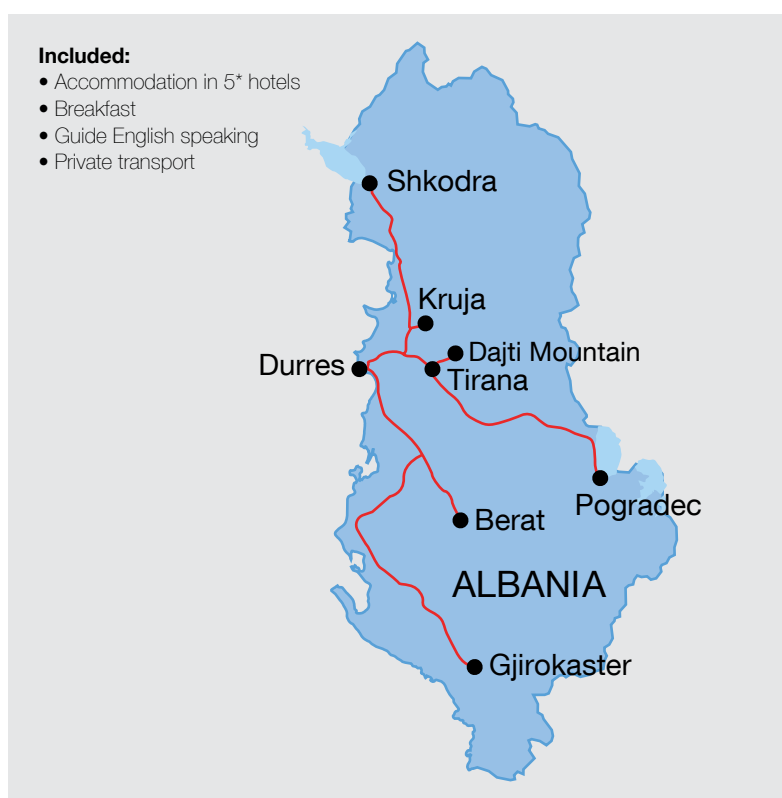 Included:
• Accommodation in 5* hotels
• Breakfast
• Guide English speaking
• Private transport
Shkodra
Kruja
Dajti Mountain
Durres
Tirana
Pogradec
Berat
ALBANIA
Gjirokaster